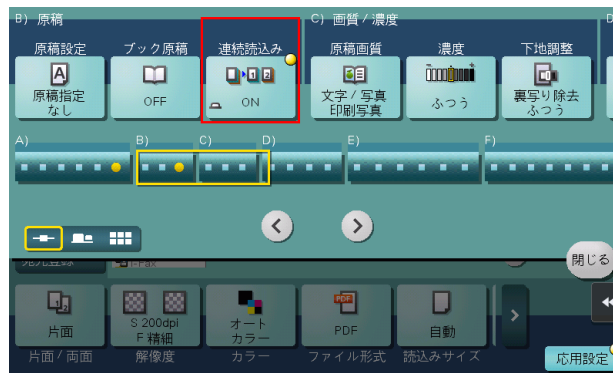 B) 原稿
C) 画質 / 濃度
D
原稿設定
ブック原稿
連続読込み
原稿画質
濃度
下地調整
原稿指定
なし
OFF
ON
文字 / 写真
印刷写真
ふつう
裏写り除去
ふつう
A)
B)
C)
D)
E)
F)
閉じる
片面
S 200dpi
F 精細
オート
カラー
PDF
PDF
自動
片面 / 両面
解像度
カラー
ファイル形式
読込みサイズ
応用設定